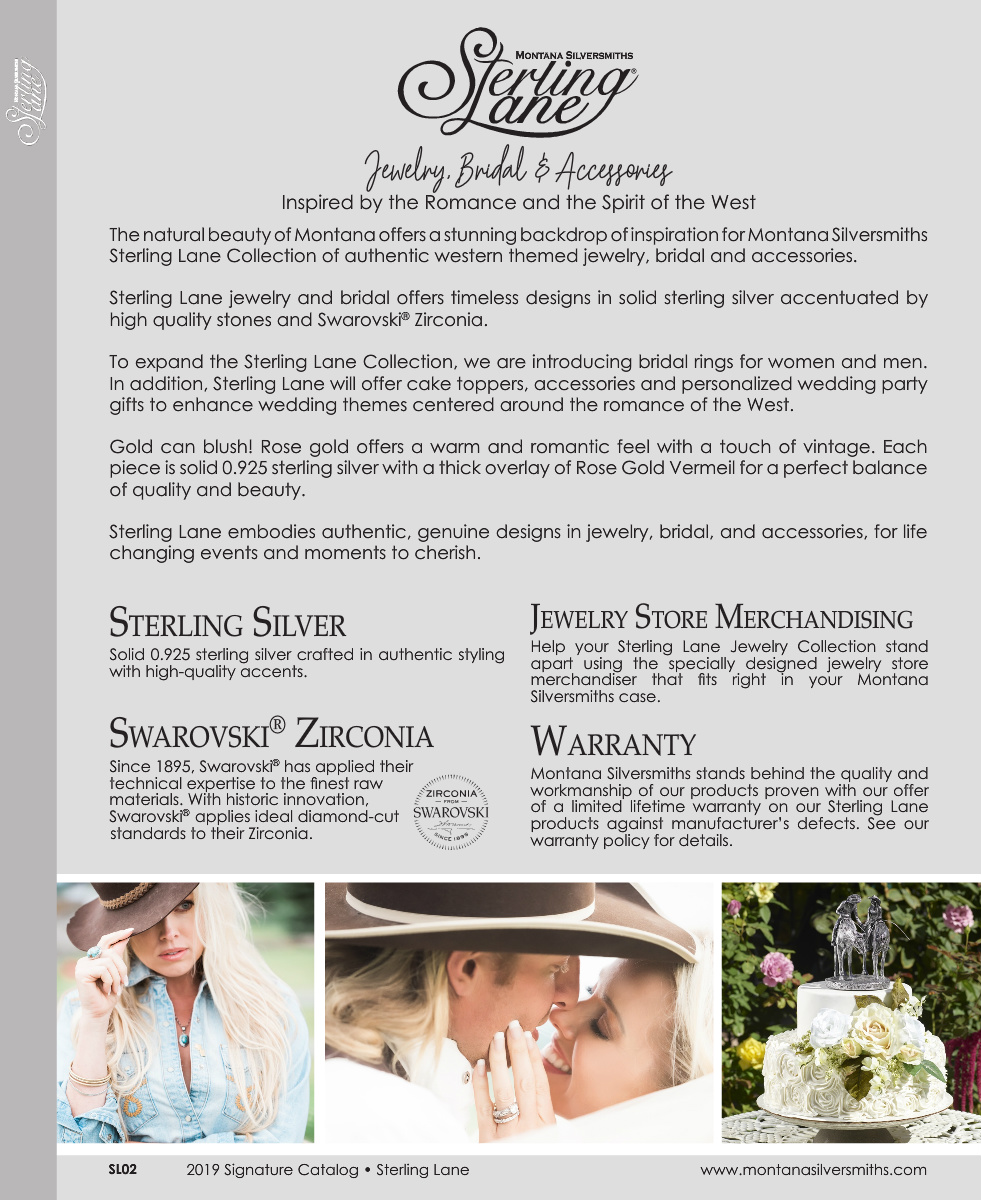 Montana Silversmiths
Sterling
Lane
Montana Silversmiths
Sterling®
Lane
Jewelry, Bridal & Accessories
Inspired by the Romance and the Spirit of the West
The natural beauty of Montana offers a stunning backdrop of inspiration for Montana Silversmiths
Sterling Lane Collection of authentic western themed jewelry, bridal and accessories.
Sterling Lane jewelry and bridal offers timeless designs in solid sterling silver accentuated by
high quality stones and Swarovski® Zirconia.
To expand the Sterling Lane Collection, we are introducing bridal rings for women and men.
In addition, Sterling Lane will offer cake toppers, accessories and personalized wedding party
gifts to enhance wedding themes centered around the romance of the West.
Gold can blush! Rose gold offers a warm and romantic feel with a touch of vintage. Each
piece is solid 0.925 sterling silver with a thick overlay of Rose Gold Vermeil for a perfect balance
of quality and beauty.
Sterling Lane embodies authentic, genuine designs in jewelry, bridal, and accessories, for life
changing events and moments to cherish.
Sterling Silver
Solid 0.925 sterling silver crafted in authentic styling
with high-quality accents.
Swarovski® Zirconia
Since 1895, Swarovski® has applied their
technical expertise to the finest raw
materials. With historic innovation,
Swarovski® applies ideal diamond-cut
standards to their Zirconia.
ZIRCONIA
FROM
SWAROVSKI
SINCE 1895
Jewelry Store Merchandising
Help your Sterling Lane Jewelry Collection stand
apart using the specially designed jewelry store
merchandiser that fits right in your Montana
Silversmiths case.
Warranty
Montana Silversmiths stands behind the quality and
workmanship of our products proven with our offer
of a limited lifetime warranty on our Sterling Lane
products against manufacturer's defects. See our
warranty policy for details.
SL02
2019 Signature Catalog • Sterling Lane
www.montanasilversmiths.com